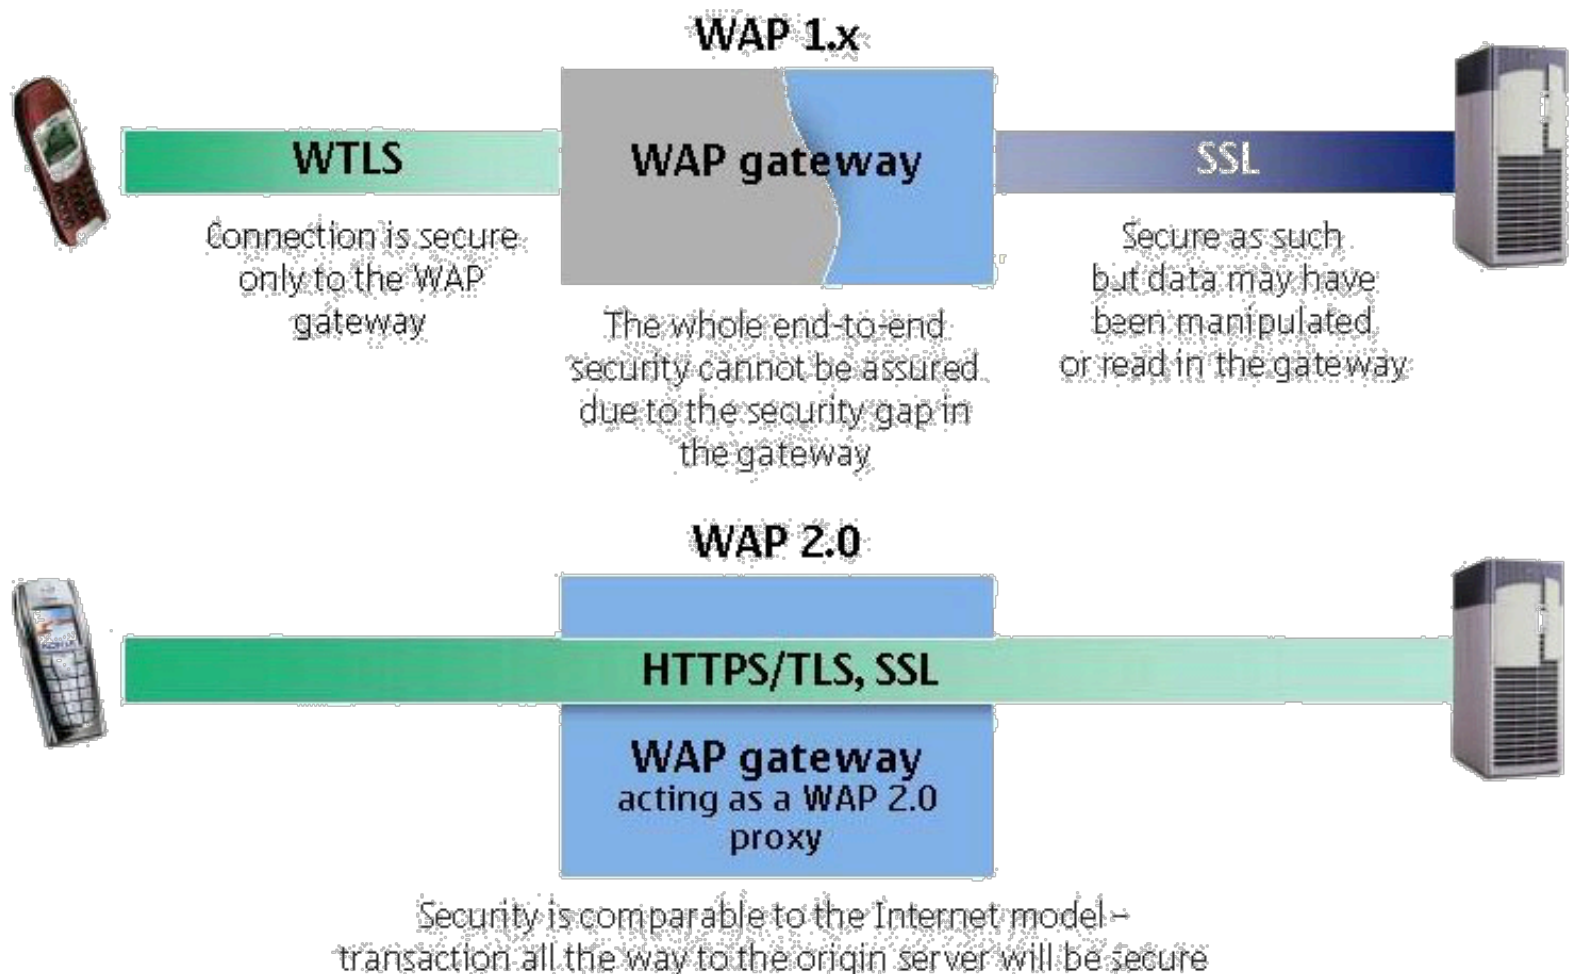 WAP 1.x
WTLS
WAP gateway
SSL
Connection is secure
only to the WAP
gateway
The whole end-to-end
security cannot be assured
due to the security gap in
the gateway
Secure as such
but data may have
been manipulated
or read in the gateway
WAP 2.0
HTTPS/TLS, SSL
WAP gateway
acting as a WAP 2.0
proxy
Security is comparable to the Internet model –
transaction all the way to the origin server will be secure